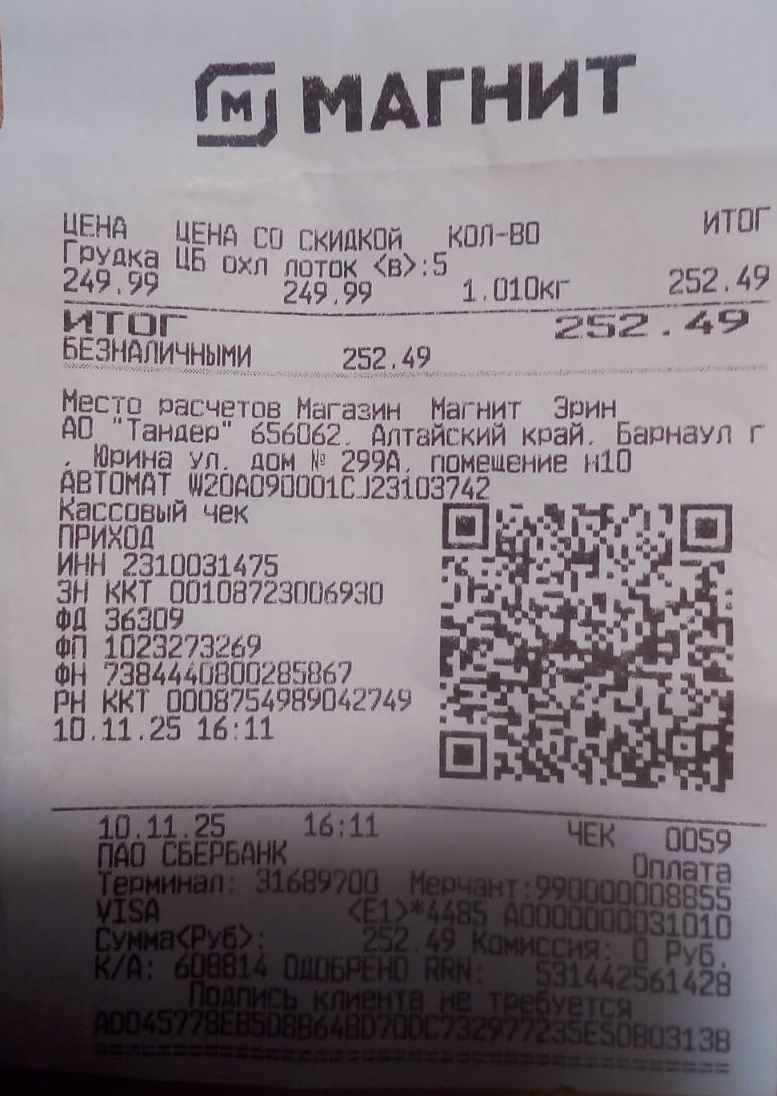 М МАГНИТ
ЦЕНА ЦЕНА СО СКИДКОЙ КОЛ-ВО ИТОГ
Грудка ЦБ охл лоток <в>:5
249.99 249.99 1.010кг 252.49
ИТОГ 252.49
БЕЗНАЛИЧНЫМИ 252.49
Место расчетов Магазин Магнит Эрин
АО "Тандер" 656062. Алтайский край. Барнаул г
. Юрина ул. дом № 299А. помещение н10
АВТОМАТ W20A090001CJ23103742
Кассовый чек
ПРИХОД
ИНН 2310031475
ЗН ККТ 00108723006930
ФД 36309
ФП 1023273269
ФН 7384440800285867
РН ККТ 0008754989042749
10.11.25 16:11
10.11.25 16:11 ЧЕК 0059
ПАО СБЕРБАНК Оплата
Терминал: 31689700 Мерчант:990000008855
VISA <E1>*4485 A0000000031010
Сумма<Руб>: 252.49 Комиссия: 0 Руб.
К/А: 608814 ОДОБРЕНО RRN: 531442561428
Подпись клиента не требуется
ADD45778EB5D8B64BD70DC732977235E50B0313B